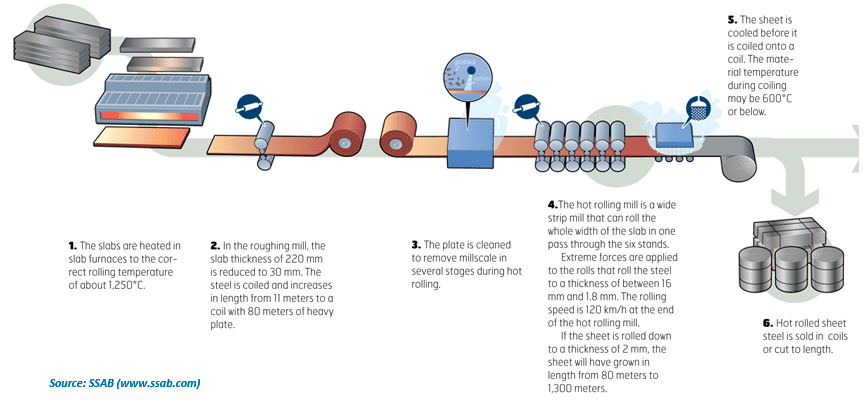 5. The sheet is
cooled before it
is coiled onto a
coil. The mate-
rial temperature
during coiling
may be 600°C
or below.
1. The slabs are heated in
slab furnaces to the cor-
rect rolling temperature
of about 1,250°C.
2. In the roughing mill, the
slab thickness of 220 mm
is reduced to 30 mm. The
steel is coiled and increases
in length from 11 meters to a
coil with 80 meters of heavy
plate.
3. The plate is cleaned
to remove millscale in
several stages during hot
rolling.
4.The hot rolling mill is a wide
strip mill that can roll the
whole width of the slab in one
pass through the six stands.
Extreme forces are applied
to the rolls that roll the steel
to a thickness of between 16
mm and 1.8 mm. The rolling
speed is 120 km/h at the end
of the hot rolling mill.
If the sheet is rolled down
to a thickness of 2 mm, the
sheet will have grown in
length from 80 meters to
1,300 meters.
6. Hot rolled sheet
steel is sold in coils
or cut to length.
Source: SSAB (www.ssab.com)